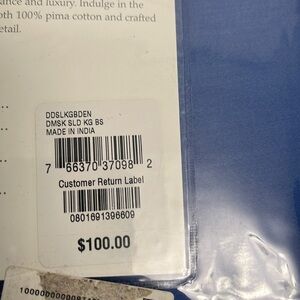 ance and luxury. Indulge in the
oth 100% pima cotton and crafted
etail.
DDSLKGBDEN
DMSK SLD KG BS
MADE IN INDIA
7 66370 37098 2
Customer Return Label
0801691396609
$100.00